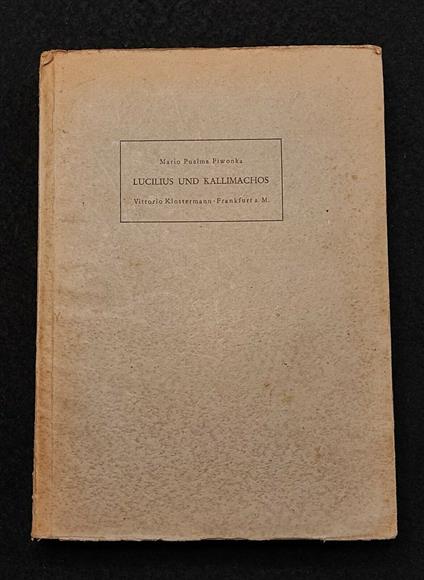 Mario Puelma Piwonka
LUCILIUS UND KALLIMACHOS
Vittorio Klostermann · Frankfurt a. M.